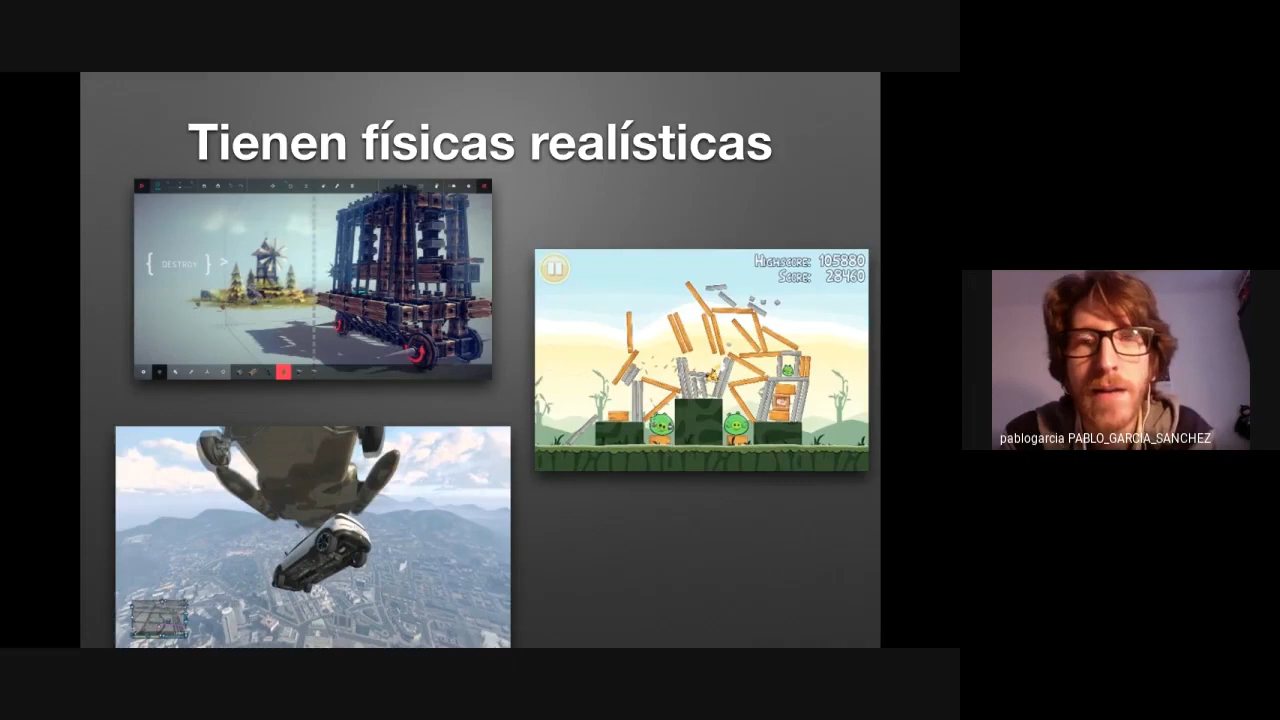 Tienen físicas realísticas
{ DESTROY } >
Highscore: 105880
Score: 28460
pablogarcia PABLO_GARCIA_SANCHEZ